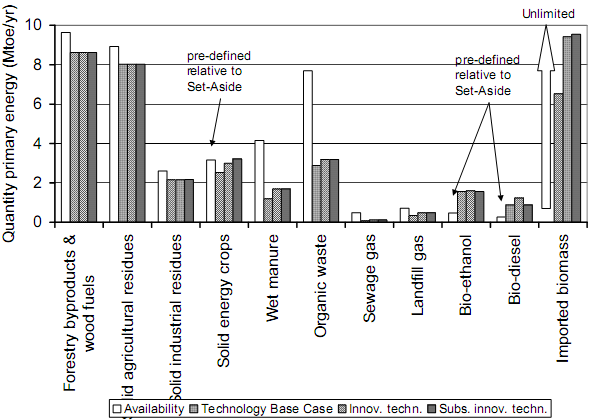 Unlimited
pre-defined
relative to
Set-Aside
pre-defined
relative to
Set-Aside
Quantity primary energy (Mtoe/yr)
10
8
6
4
2
0
Forestry byproducts &
wood fuels
agricultural residues
industrial residues
Solid energy crops
Wet manure
Organic waste
Sewage gas
Landfill gas
Bio-ethanol
Bio-diesel
Imported biomass
Availability
Technology Base Case
Innov. techn.
Subs. innov. techn.